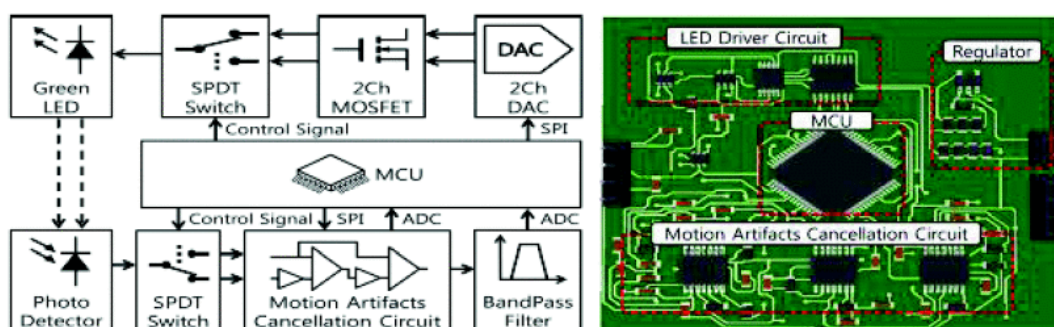 DAC
Green
LED
SPDT
Switch
2Ch
MOSFET
2Ch
DAC
Control Signal
SPI
MCU
Control Signal
SPI
ADC
ADC
Photo
Detector
SPDT
Switch
Motion Artifacts
Cancellation Circuit
BandPass
Filter
LED Driver Circuit
Regulator
MCU
Motion Artifacts Cancellation Circuit